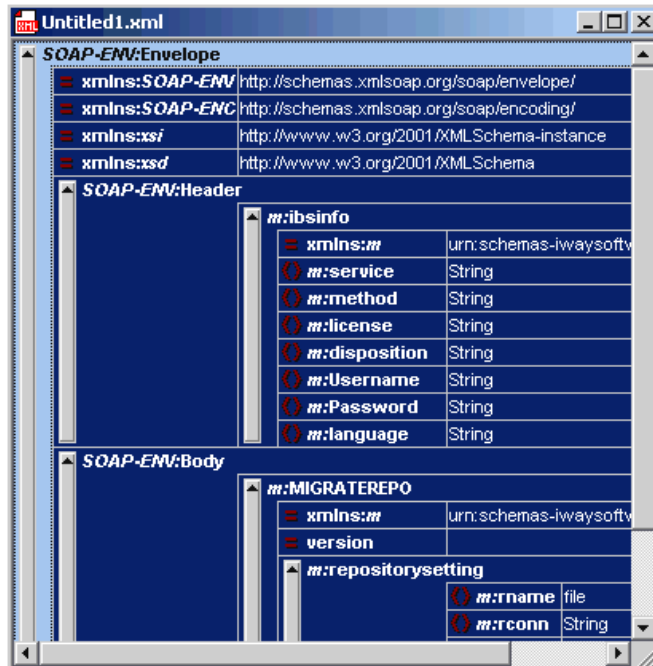 Untitled1.xml
SOAP-ENV:Envelope
= xmlns:SOAP-ENV http://schemas.xmlsoap.org/soap/envelope/
= xmlns:SOAP-ENC http://schemas.xmlsoap.org/soap/encoding/
= xmlns:xsi http://www.w3.org/2001/XMLSchema-instance
= xmlns:xsd http://www.w3.org/2001/XMLSchema
SOAP-ENV:Header
m:ibsinfo
= xmlns:m urn:schemas-iwaysoftw
() m:service String
() m:method String
() m:license String
() m:disposition String
() m:Username String
() m:Password String
() m:language String
SOAP-ENV:Body
m:MIGRATEREPO
= xmlns:m urn:schemas-iwaysoftw
= version
m:repositorysetting
() m:rname file
() m:rconn String